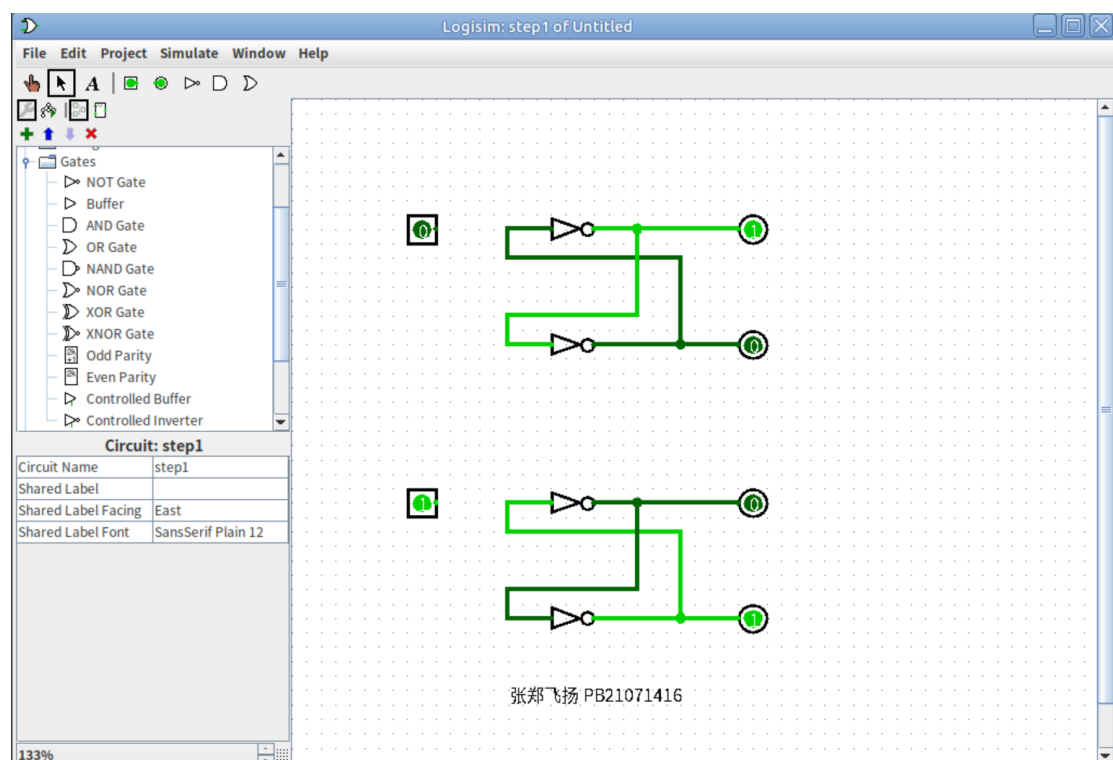 Logisim: step1 of Untitled
File Edit Project Simulate Window Help
A
Gates
NOT Gate
Buffer
AND Gate
OR Gate
NAND Gate
NOR Gate
XOR Gate
XNOR Gate
Odd Parity
Even Parity
Controlled Buffer
Controlled Inverter
Circuit: step1
Circuit Name step1
Shared Label
Shared Label Facing East
Shared Label Font SansSerif Plain 12
133%
0 1
0
1 0
1
张郑飞扬 PB21071416